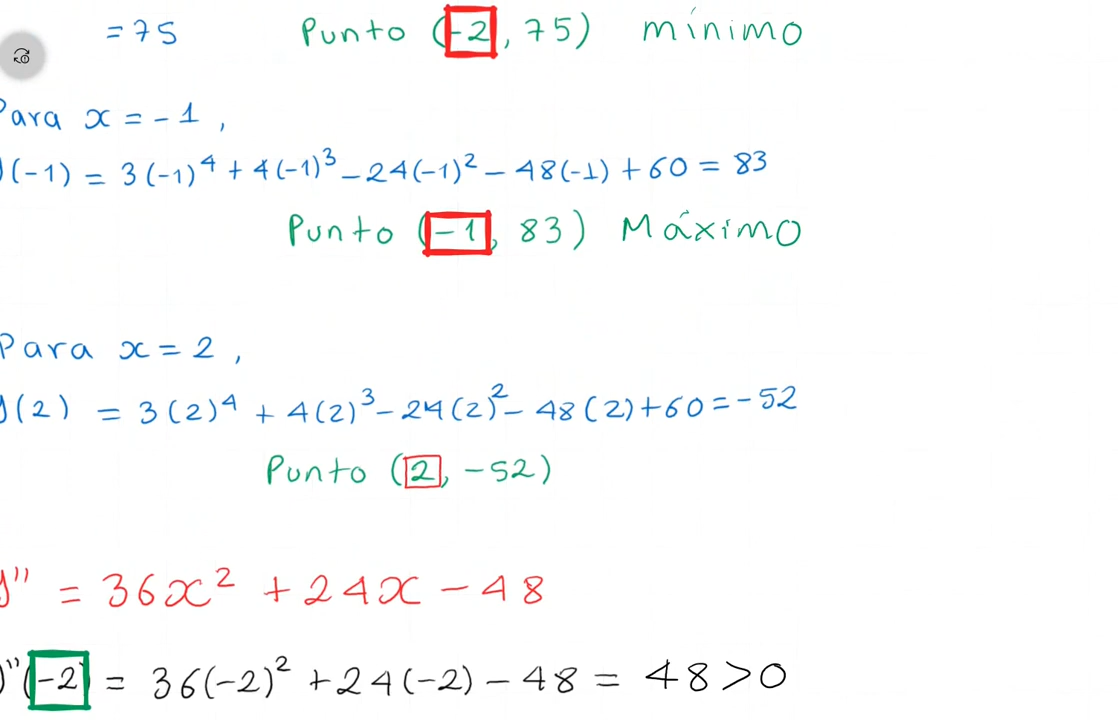 = 75 Punto (-2, 75) mínimo
Para x = -1 ,
y(-1) = 3(-1)⁴ + 4(-1)³ - 24(-1)² - 48(-1) + 60 = 83
Punto (-1, 83) Máximo
Para x = 2 ,
y(2) = 3(2)⁴ + 4(2)³ - 24(2)² - 48(2) + 60 = -52
Punto (2, -52)
y'' = 36x² + 24x - 48
y''(-2) = 36(-2)² + 24(-2) - 48 = 48 > 0